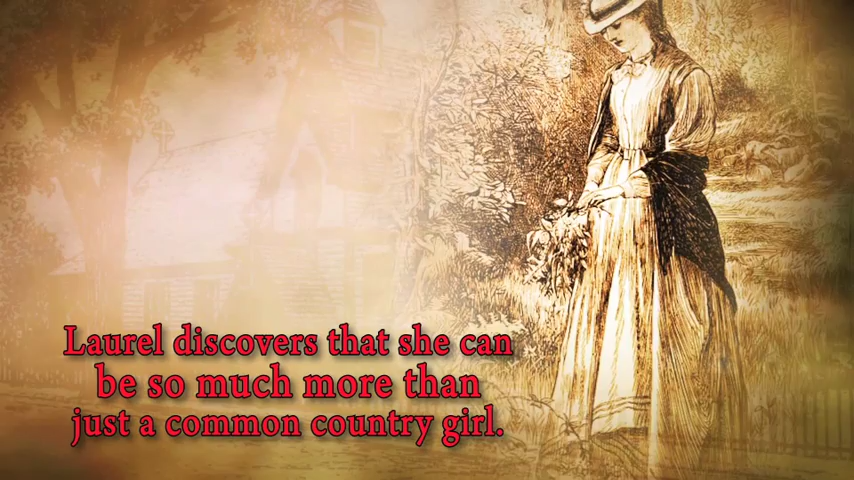 Laurel discovers that she can
be so much more than
just a common country girl.